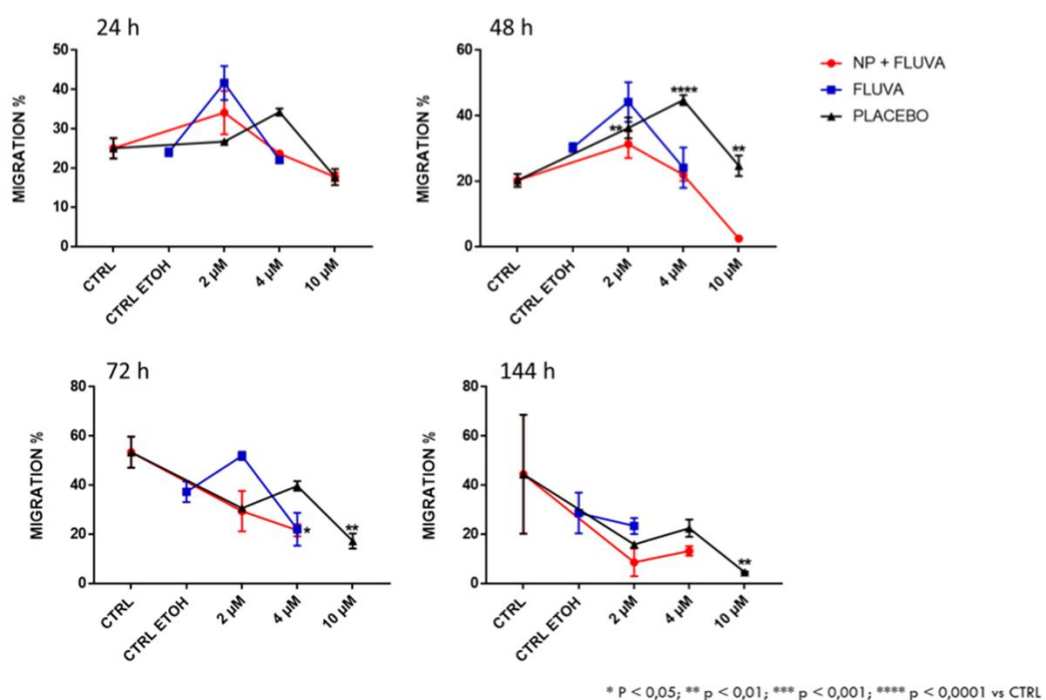 24 h
50
40
30
20
10
0
MIGRATION %
CTRL
CTRL ETOH
2 µM
4 µM
10 µM
48 h
60
40
20
0
MIGRATION %
**
****
**
CTRL
CTRL ETOH
2 µM
4 µM
10 µM
NP + FLUVA
FLUVA
PLACEBO
72 h
80
60
40
20
0
MIGRATION %
*
**
CTRL
CTRL ETOH
2 µM
4 µM
10 µM
144 h
80
60
40
20
0
MIGRATION %
**
CTRL
CTRL ETOH
2 µM
4 µM
10 µM
* P < 0,05; ** p < 0,01; *** p < 0,001; **** p < 0,0001 vs CTRL